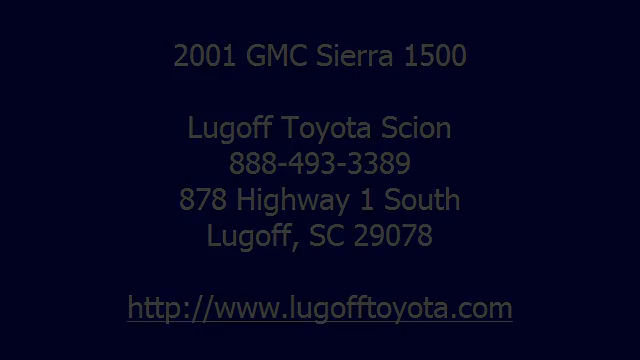 2001 GMC Sierra 1500
Lugoff Toyota Scion
888-493-3389
878 Highway 1 South
Lugoff, SC 29078
http://www.lugofftoyota.com